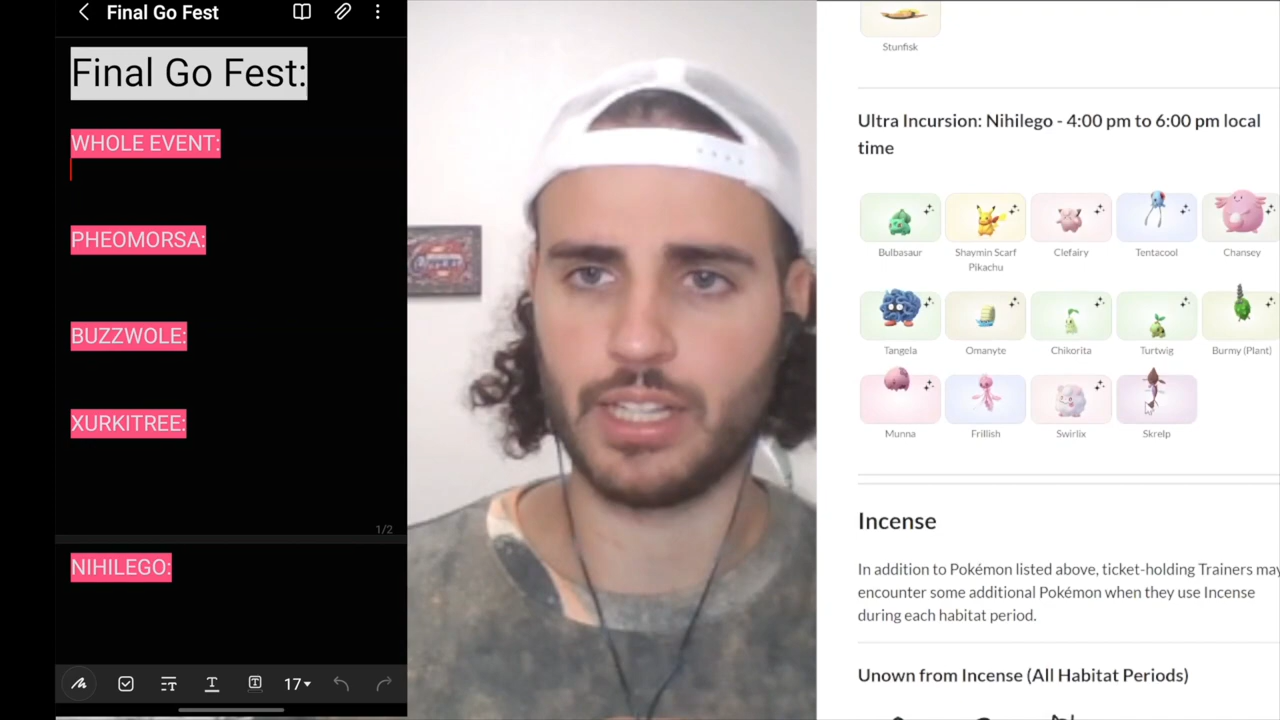 Final Go Fest
Final Go Fest:
WHOLE EVENT:
PHEOMORSA:
BUZZWOLE:
XURKITREE:
1/2
NIHILEGO:
17
Stunfisk
Ultra Incursion: Nihilego - 4:00 pm to 6:00 pm local
time
Bulbasaur
Shaymin Scarf
Pikachu
Clefairy
Tentacool
Chansey
Tangela
Omanyte
Chikorita
Turtwig
Burmy (Plant)
Munna
Frillish
Swirlix
Skrelp
Incense
In addition to Pokémon listed above, ticket-holding Trainers may
encounter some additional Pokémon when they use Incense
during each habitat period.
Unown from Incense (All Habitat Periods)